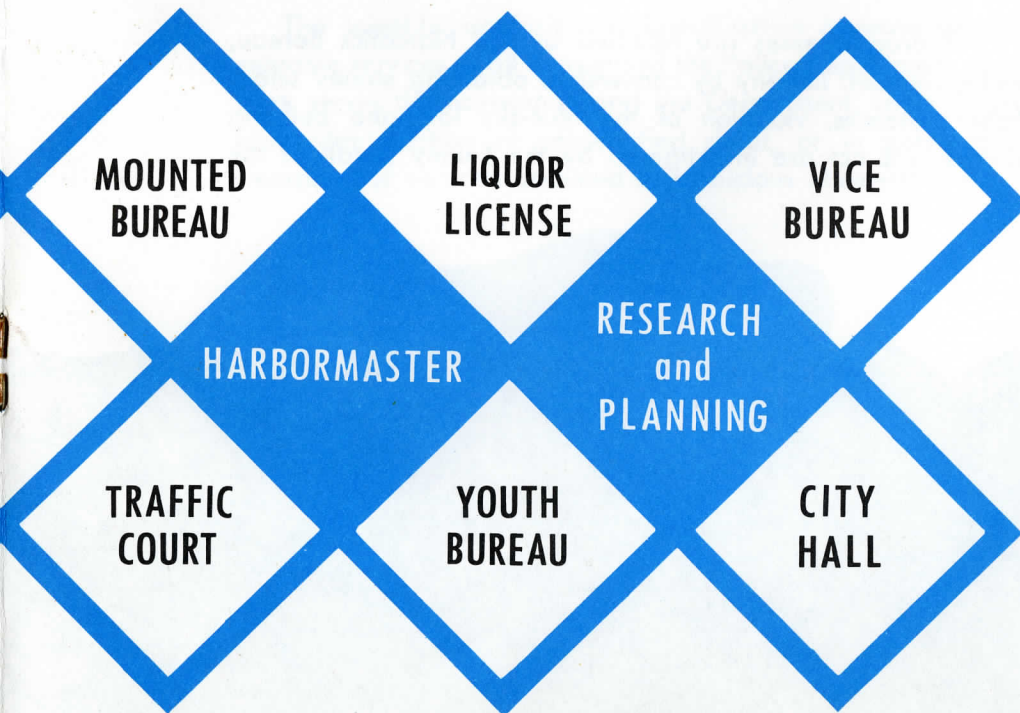 MOUNTED
BUREAU
LIQUOR
LICENSE
VICE
BUREAU
HARBORMASTER
RESEARCH
and
PLANNING
TRAFFIC
COURT
YOUTH
BUREAU
CITY
HALL